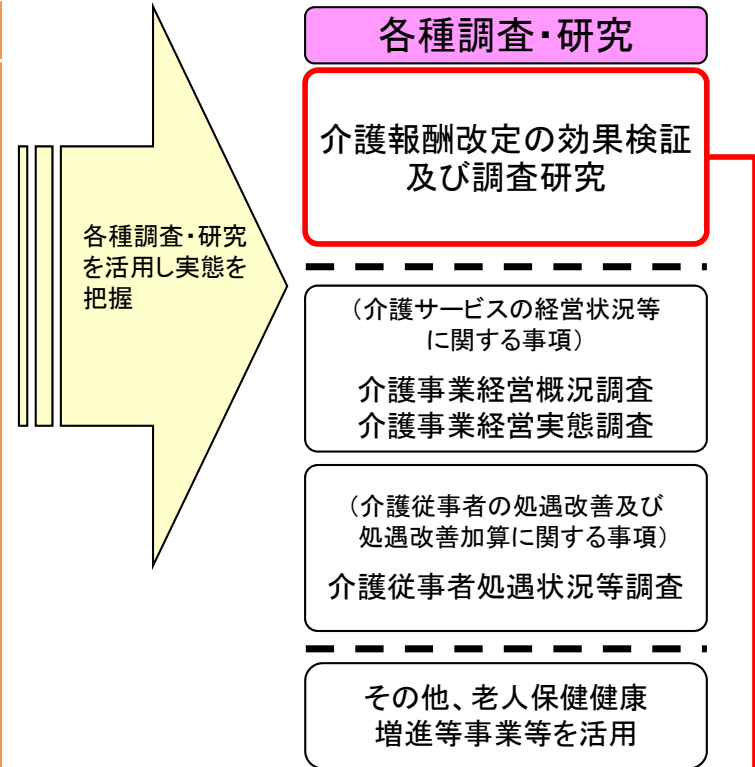 各種調査・研究
を活用し実態を
把握
各種調査・研究
介護報酬改定の効果検証
及び調査研究
（介護サービスの経営状況等
に関する事項）
介護事業経営概況調査
介護事業経営実態調査
（介護従事者の処遇改善及び
処遇改善加算に関する事項）
介護従事者処遇状況等調査
その他、老人保健健康
増進等事業等を活用